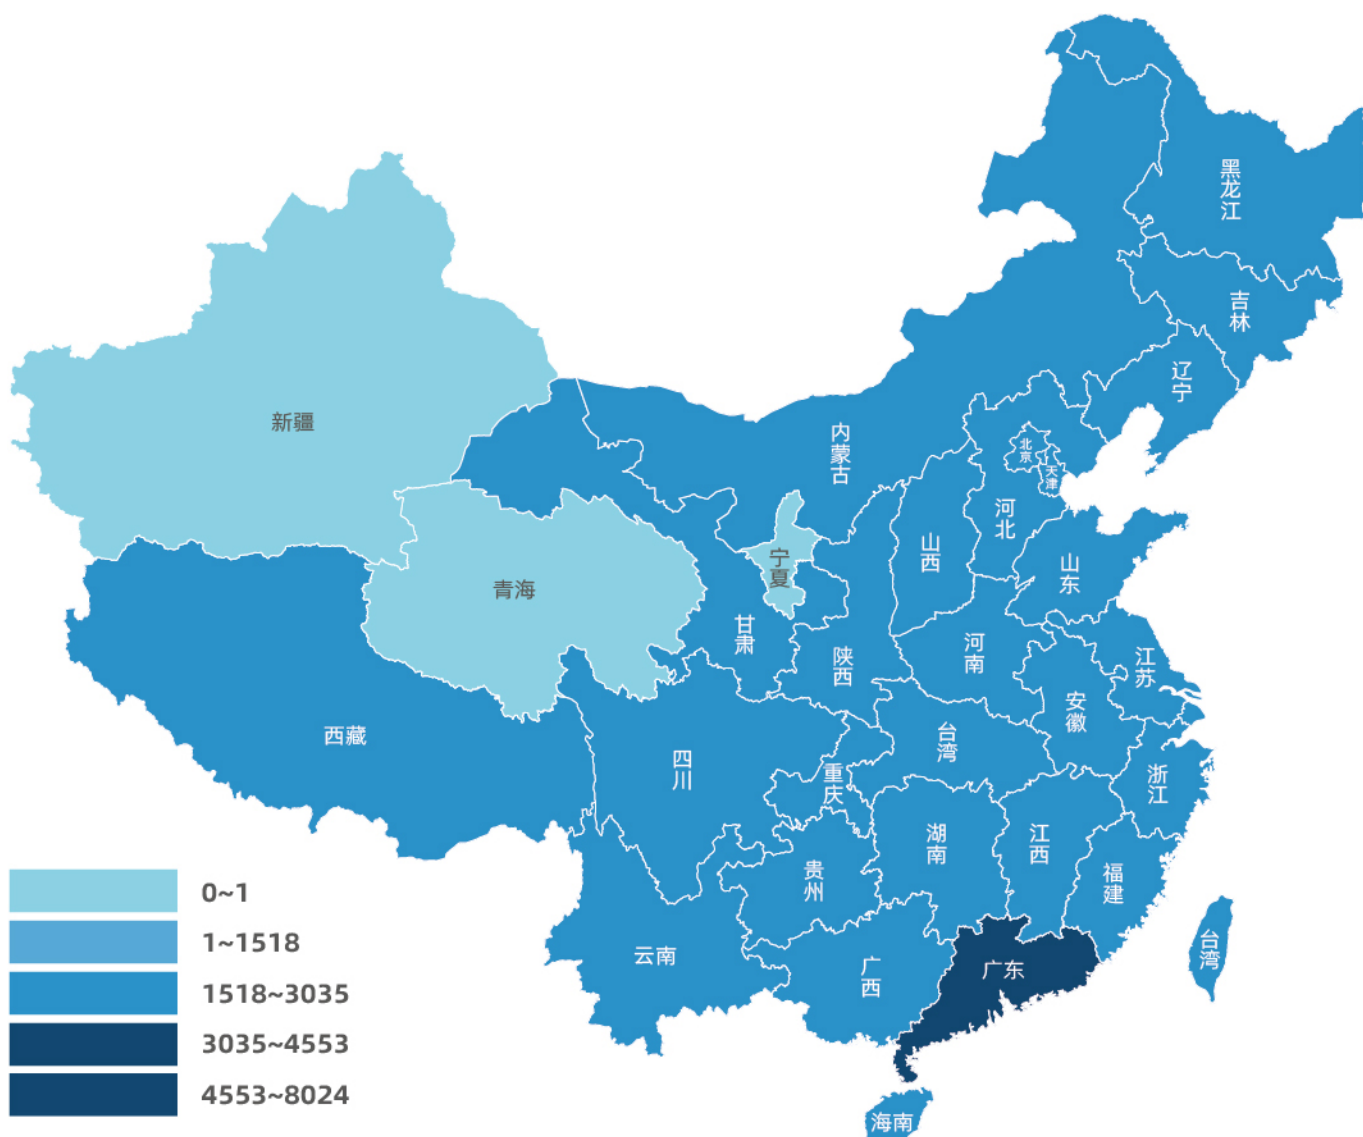 黑龙江
吉林
辽宁
新疆
内蒙古
北京
天津
河北
山西
宁夏
山东
青海
甘肃
陕西
河南
江苏
安徽
西藏
台湾
四川
重庆
浙江
湖南
江西
贵州
福建
云南
广西
广东
台湾
海南
0~1
1~1518
1518~3035
3035~4553
4553~8024